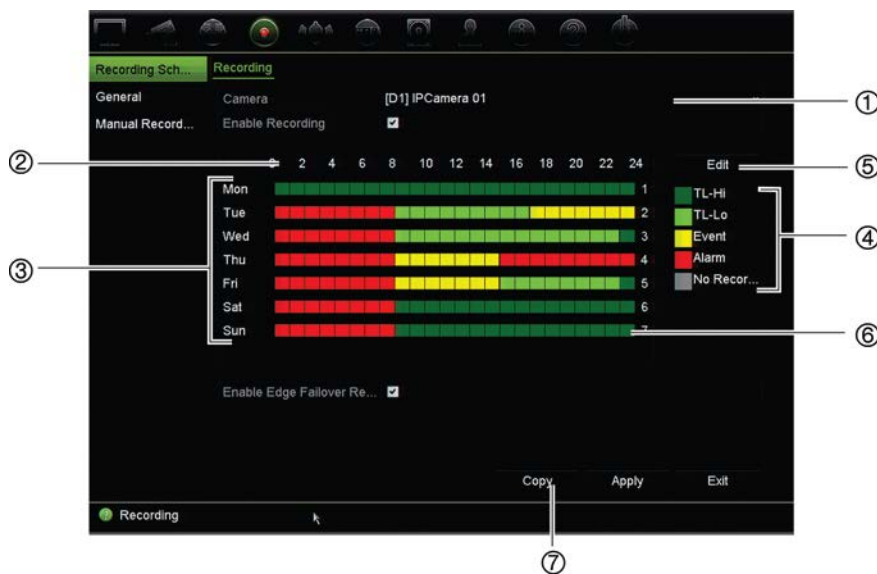 Recording Sch... Recording
General Camera [D1] IPCamera 01 ①
Manual Record... Enable Recording
② 2 4 6 8 10 12 14 16 18 20 22 24 Edit ⑤
Mon 1 TL-Hi
Tue 2 TL-Lo
Wed 3 Event ④
③ Thu 4 Alarm
Fri 5 No Recor...
Sat 6
Sun 7 ⑥
Enable Edge Failover Re...
Copy Apply Exit
Recording
⑦